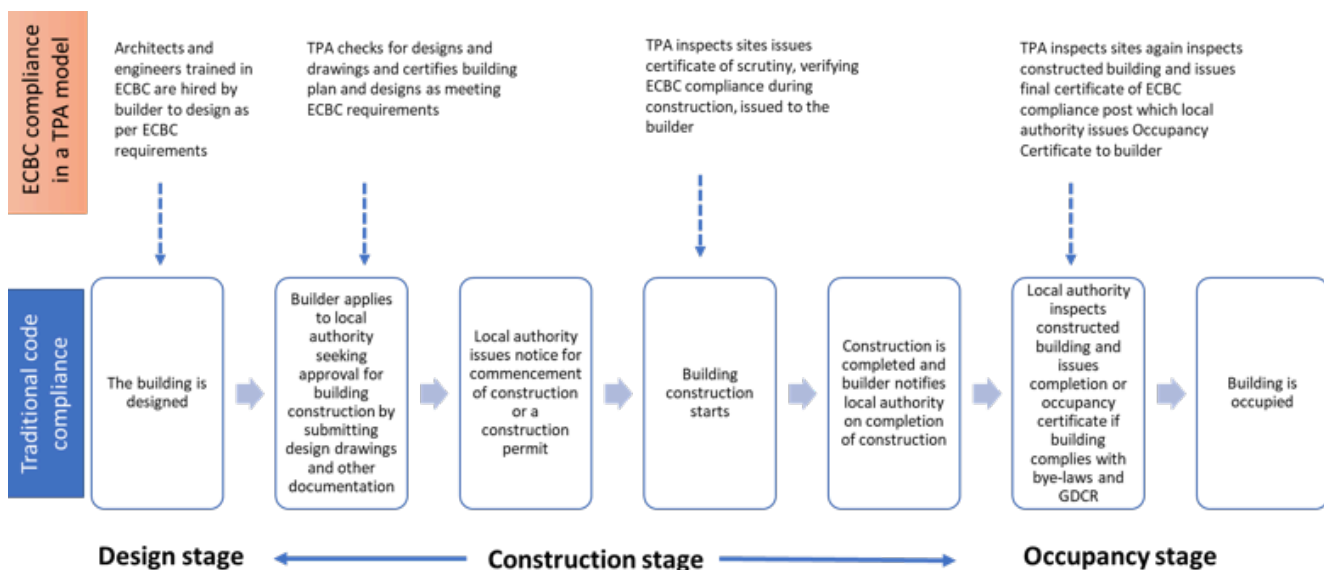 ECBC compliance
in a TPA model
Architects and
engineers trained in
ECBC are hired by
builder to design as
per ECBC
requirements
TPA checks for designs and
drawings and certifies building
plan and designs as meeting
ECBC requirements
TPA inspects sites issues
certificate of scrutiny, verifying
ECBC compliance during
construction, issued to the
builder
TPA inspects sites again inspects
constructed building and issues
final certificate of ECBC
compliance post which local
authority issues Occupancy
Certificate to builder
Traditional code
compliance
The building is
designed
Builder applies
to local
authority
seeking
approval for
building
construction by
submitting
design drawings
and other
documentation
Local authority
issues notice for
commencement of
construction
or a
construction
permit
Building
construction
starts
Construction is
completed and
builder notifies
local authority
on completion
of construction
Local authority
inspects
constructed
building and
issues
completion or
occupancy
certificate if
building
complies with
bye-laws and
GDCR
Building is
occupied
Design stage
Construction stage
Occupancy stage